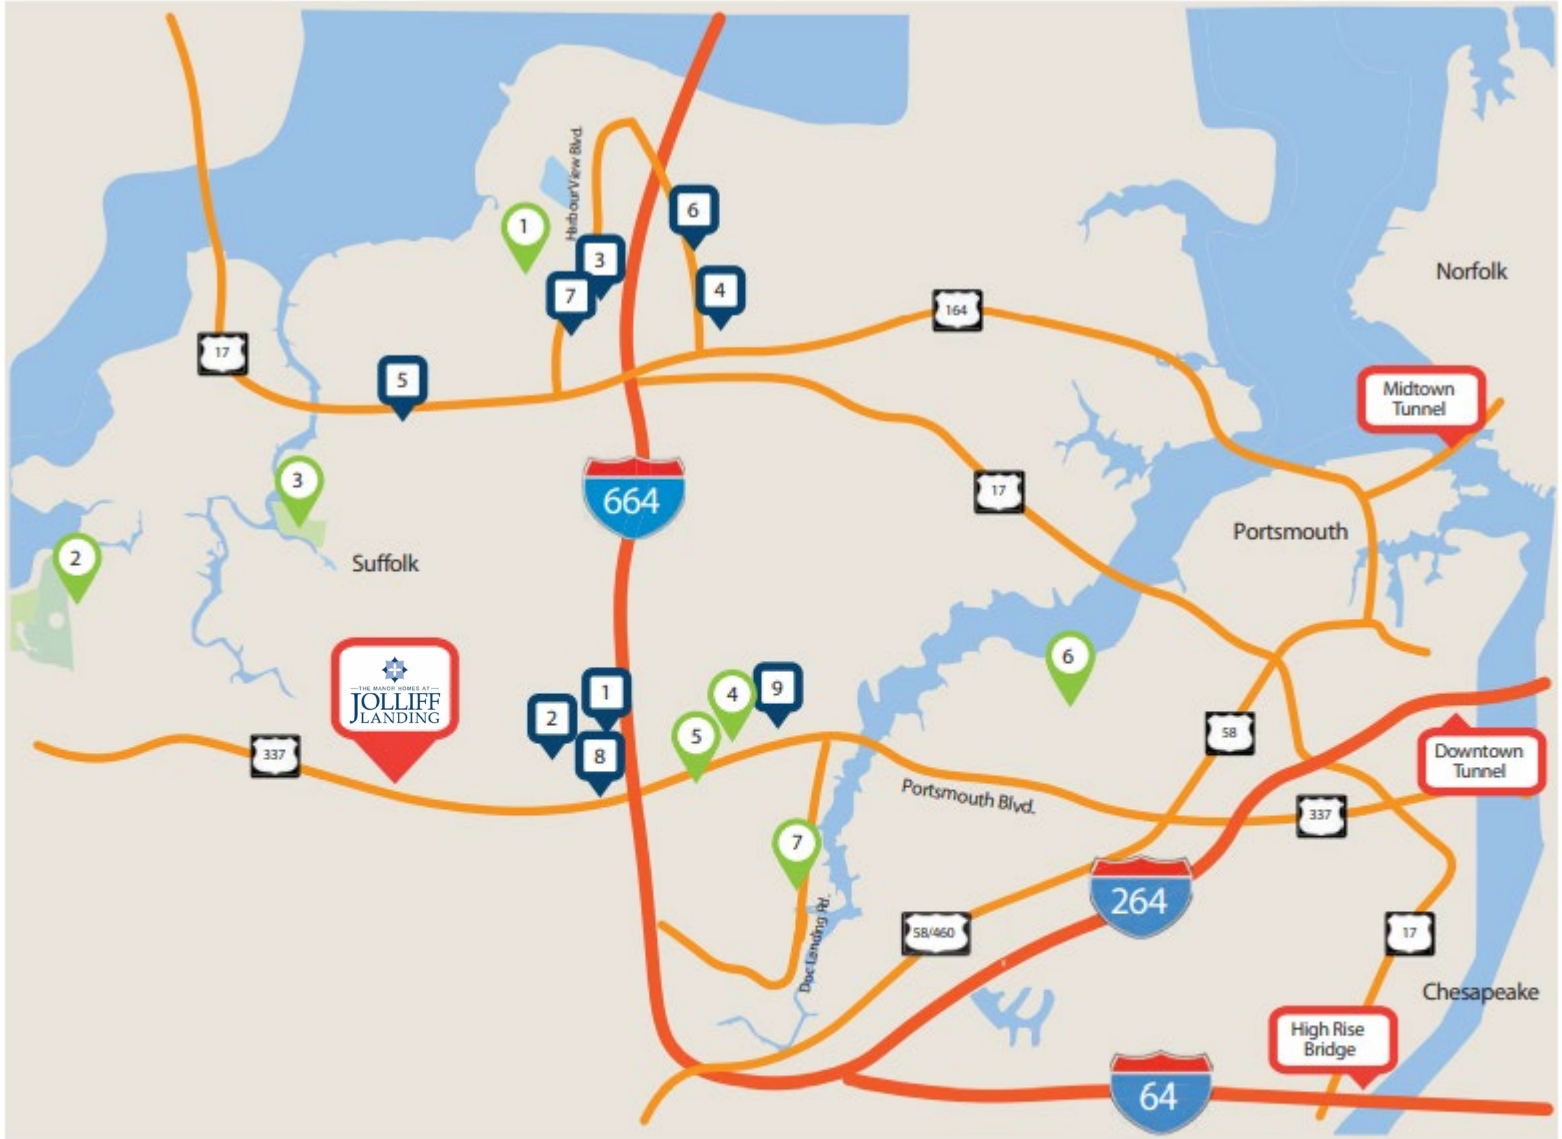 Harbour View Blvd.
1
6
3
7
4
Norfolk
164
17
5
Midtown
Tunnel
3
664
17
Portsmouth
2
Suffolk
6
THE MANOR HOMES AT
JOLLIFF
LANDING
1
4
9
2
5
8
58
337
Downtown
Tunnel
Portsmouth Blvd.
337
7
264
58/460
17
Doc Landing Rd.
Chesapeake
High Rise
Bridge
64